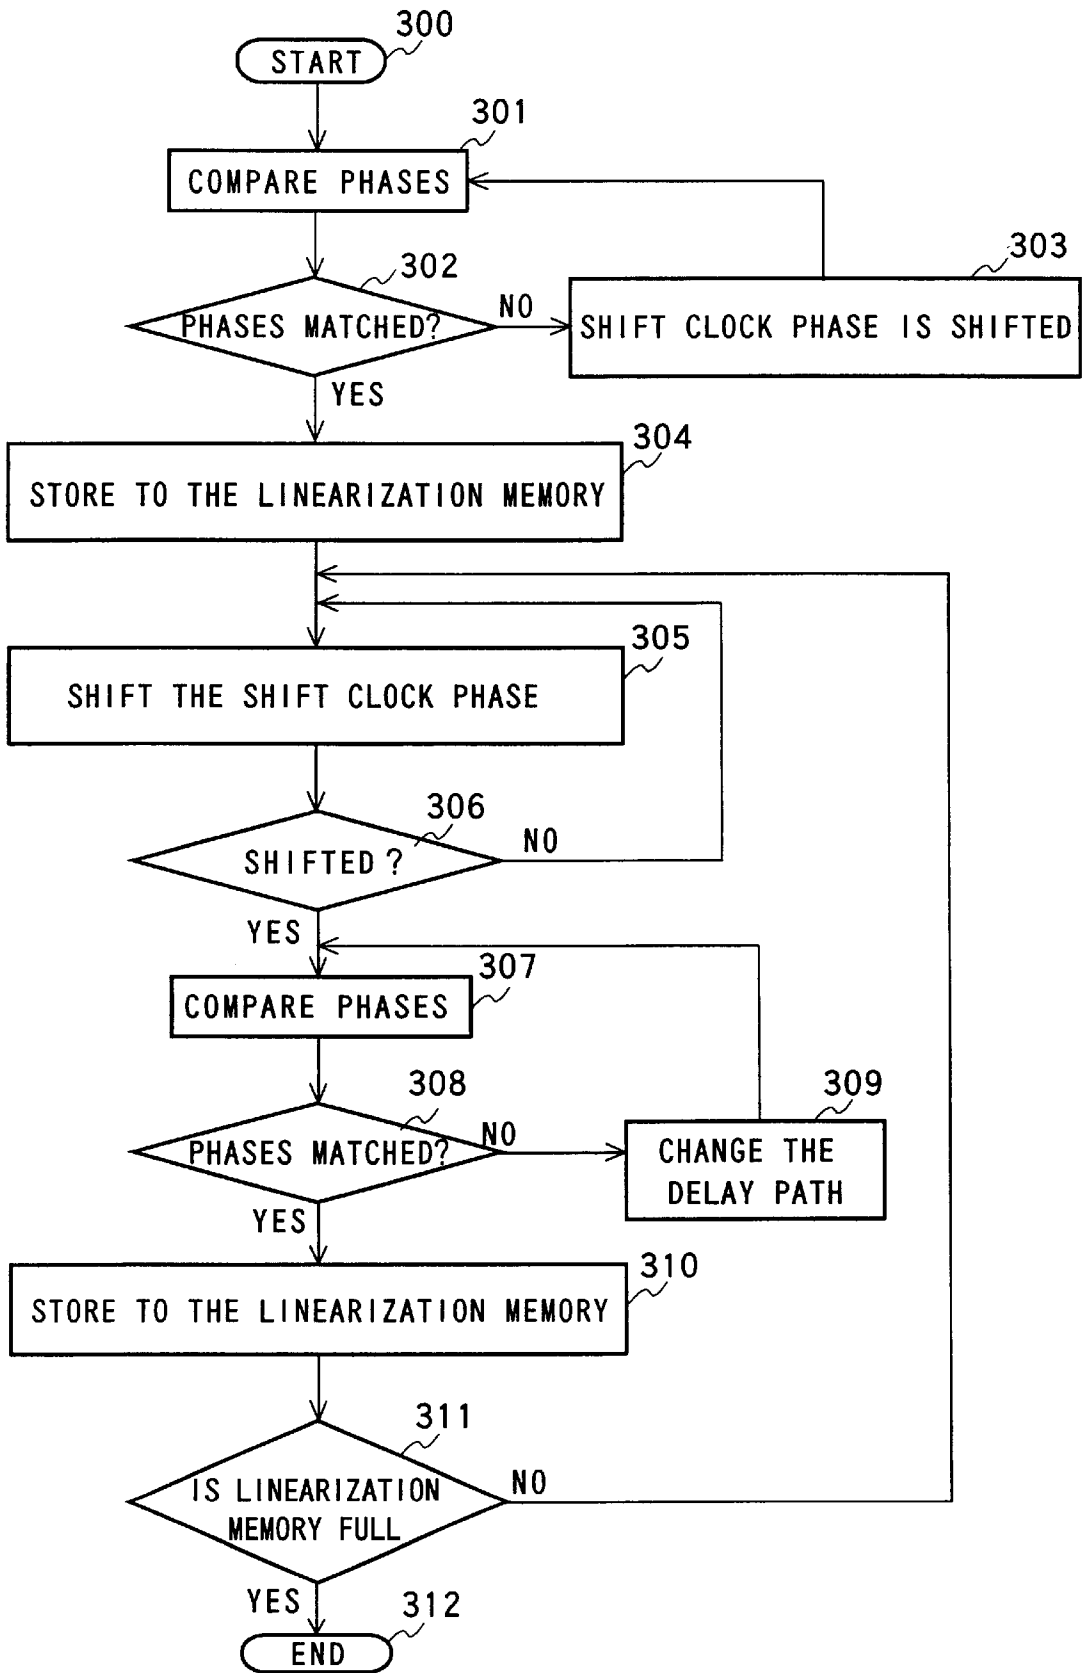 300
START
301
COMPARE PHASES
302
303
PHASES MATCHED?
NO
SHIFT CLOCK PHASE IS SHIFTED
YES
304
STORE TO THE LINEARIZATION MEMORY
305
SHIFT THE SHIFT CLOCK PHASE
306
SHIFTED ?
NO
YES
307
COMPARE PHASES
308
309
PHASES MATCHED?
NO
CHANGE THE
DELAY PATH
YES
310
STORE TO THE LINEARIZATION MEMORY
311
IS LINEARIZATION
MEMORY FULL
NO
YES
312
END